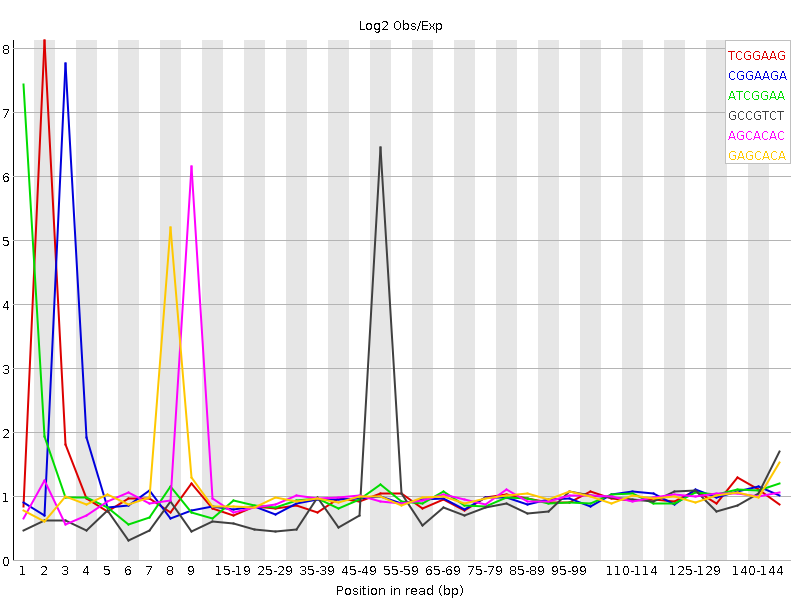 Log2 Obs/Exp
8
7
6
5
4
3
2
1
0
TCGGAAG
CGGAAGA
ATCGGAA
GCCGTCT
AGCACAC
GAGCACA
1 2 3 4 5 6 7 8 9 15-19 25-29 35-39 45-49 55-59 65-69 75-79 85-89 95-99 110-114 125-129 140-144
Position in read (bp)